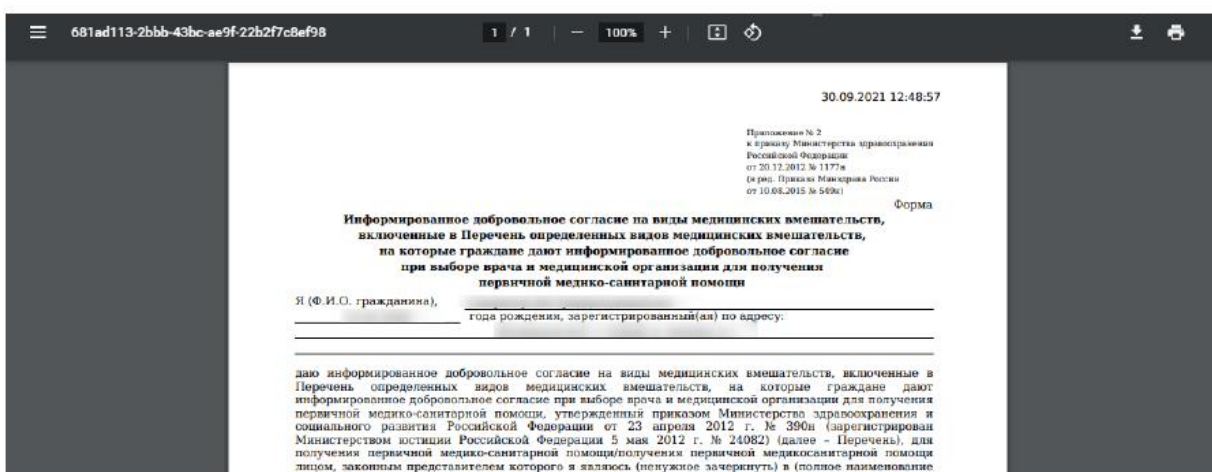 681ad113-2bbb-43bc-ae9f-22b2f7c8ef98 1 / 1 100%
30.09.2021 12:48:57
Приложение № 2
к приказу Министерства здравоохранения
Российской Федерации
от 20.12.2012 № 1177н
(в ред. Приказа Минздрава России
от 10.08.2015 № 549н)
Форма
Информированное добровольное согласие на виды медицинских вмешательств,
включенные в Перечень определенных видов медицинских вмешательств,
на которые граждане дают информированное добровольное согласие
при выборе врача и медицинской организации для получения
первичной медико-санитарной помощи
Я (Ф.И.О. гражданина),
года рождения, зарегистрированный(ая) по адресу:
даю информированное добровольное согласие на виды медицинских вмешательств, включенные в
Перечень определенных видов медицинских вмешательств, на которые граждане дают
информированное добровольное согласие при выборе врача и медицинской организации для получения
первичной медико-санитарной помощи, утвержденный приказом Министерства здравоохранения и
социального развития Российской Федерации от 23 апреля 2012 г. № 390н (зарегистрирован
Министерством юстиции Российской Федерации 5 мая 2012 г. № 24082) (далее – Перечень), для
получения первичной медико-санитарной помощи/получения первичной медикосанитарной помощи
лицом, законным представителем которого я являюсь (ненужное зачеркнуть) в (полное наименование